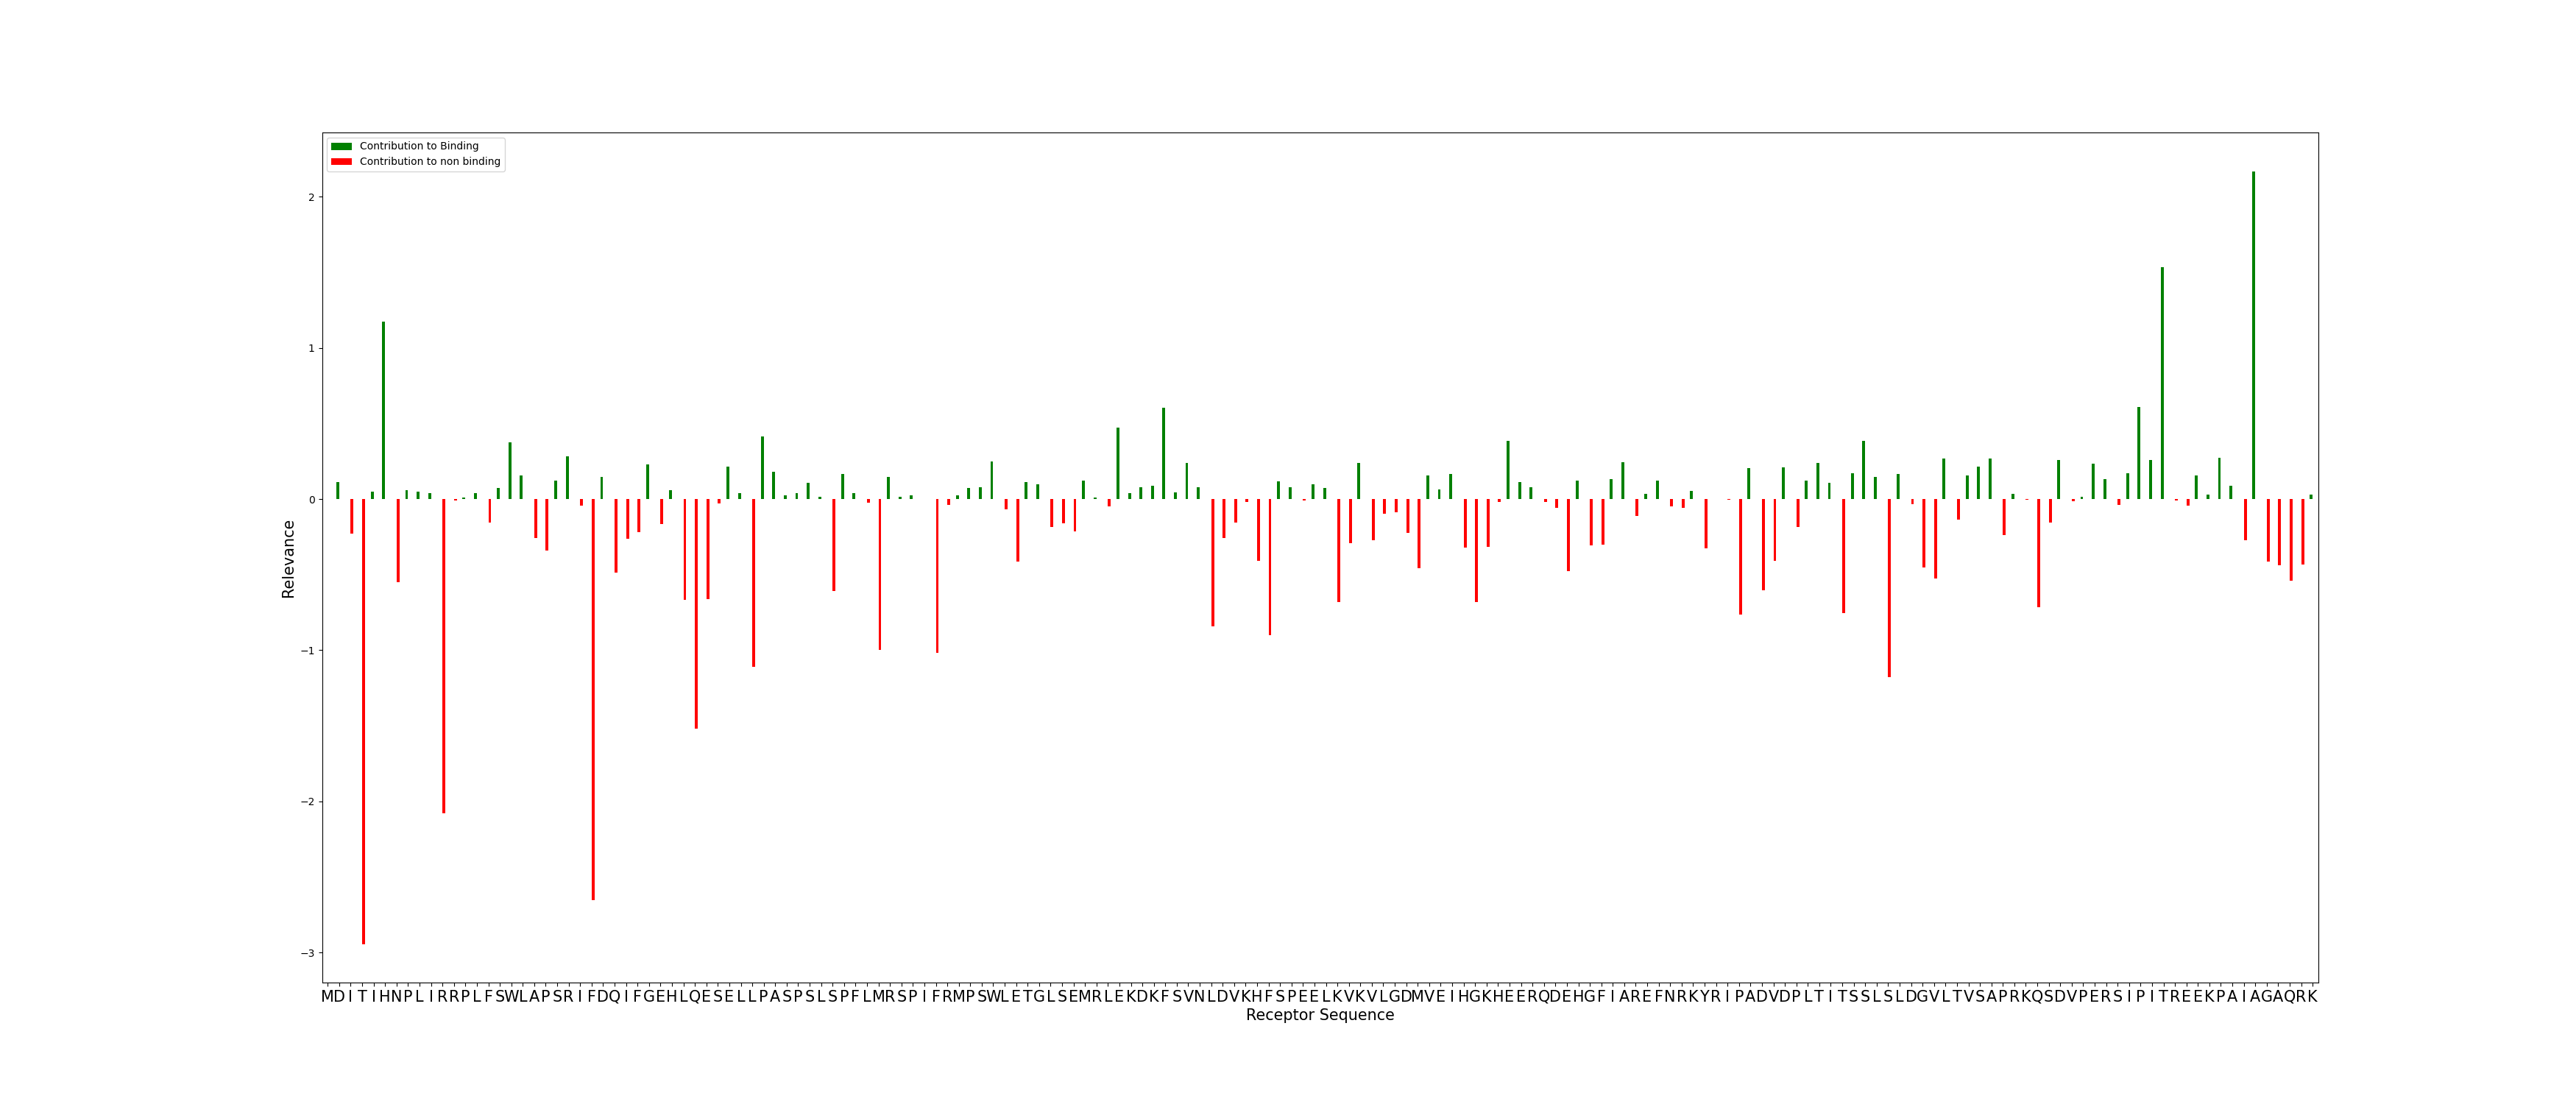 Contribution to Binding
Contribution to non binding
2
1
0
−1
−2
−3
Relevance
MDITIHNPLIRRPLFSWLAPSRIFDQIFGEHLQESELLPASPSLSPFLMRSPIFRMPSWLETGLSEMRLEKDKFSVNLDVKHFSPEELKVKVLGDMVEIHGKHEERQDEHGFIAREFNRKYRIPADVDPLTITSSLSLDGVLTVSAPRKQSDVPERSIPITREEKPAIAGAQRK
Receptor Sequence